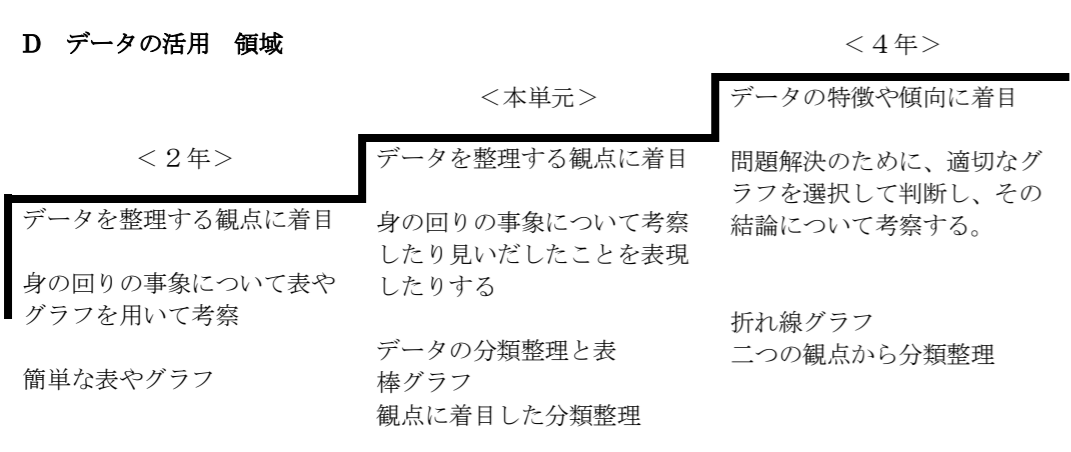 D　データの活用　領域
＜２年＞
データを整理する観点に着目
身の回りの事象について表や
グラフを用いて考察
簡単な表やグラフ
＜本単元＞
データを整理する観点に着目
身の回りの事象について考察
したり見いだしたことを表現
したりする
データの分類整理と表
棒グラフ
観点に着目した分類整理
＜４年＞
データの特徴や傾向に着目
問題解決のために、適切なグ
ラフを選択して判断し、その
結論について考察する。
折れ線グラフ
二つの観点から分類整理